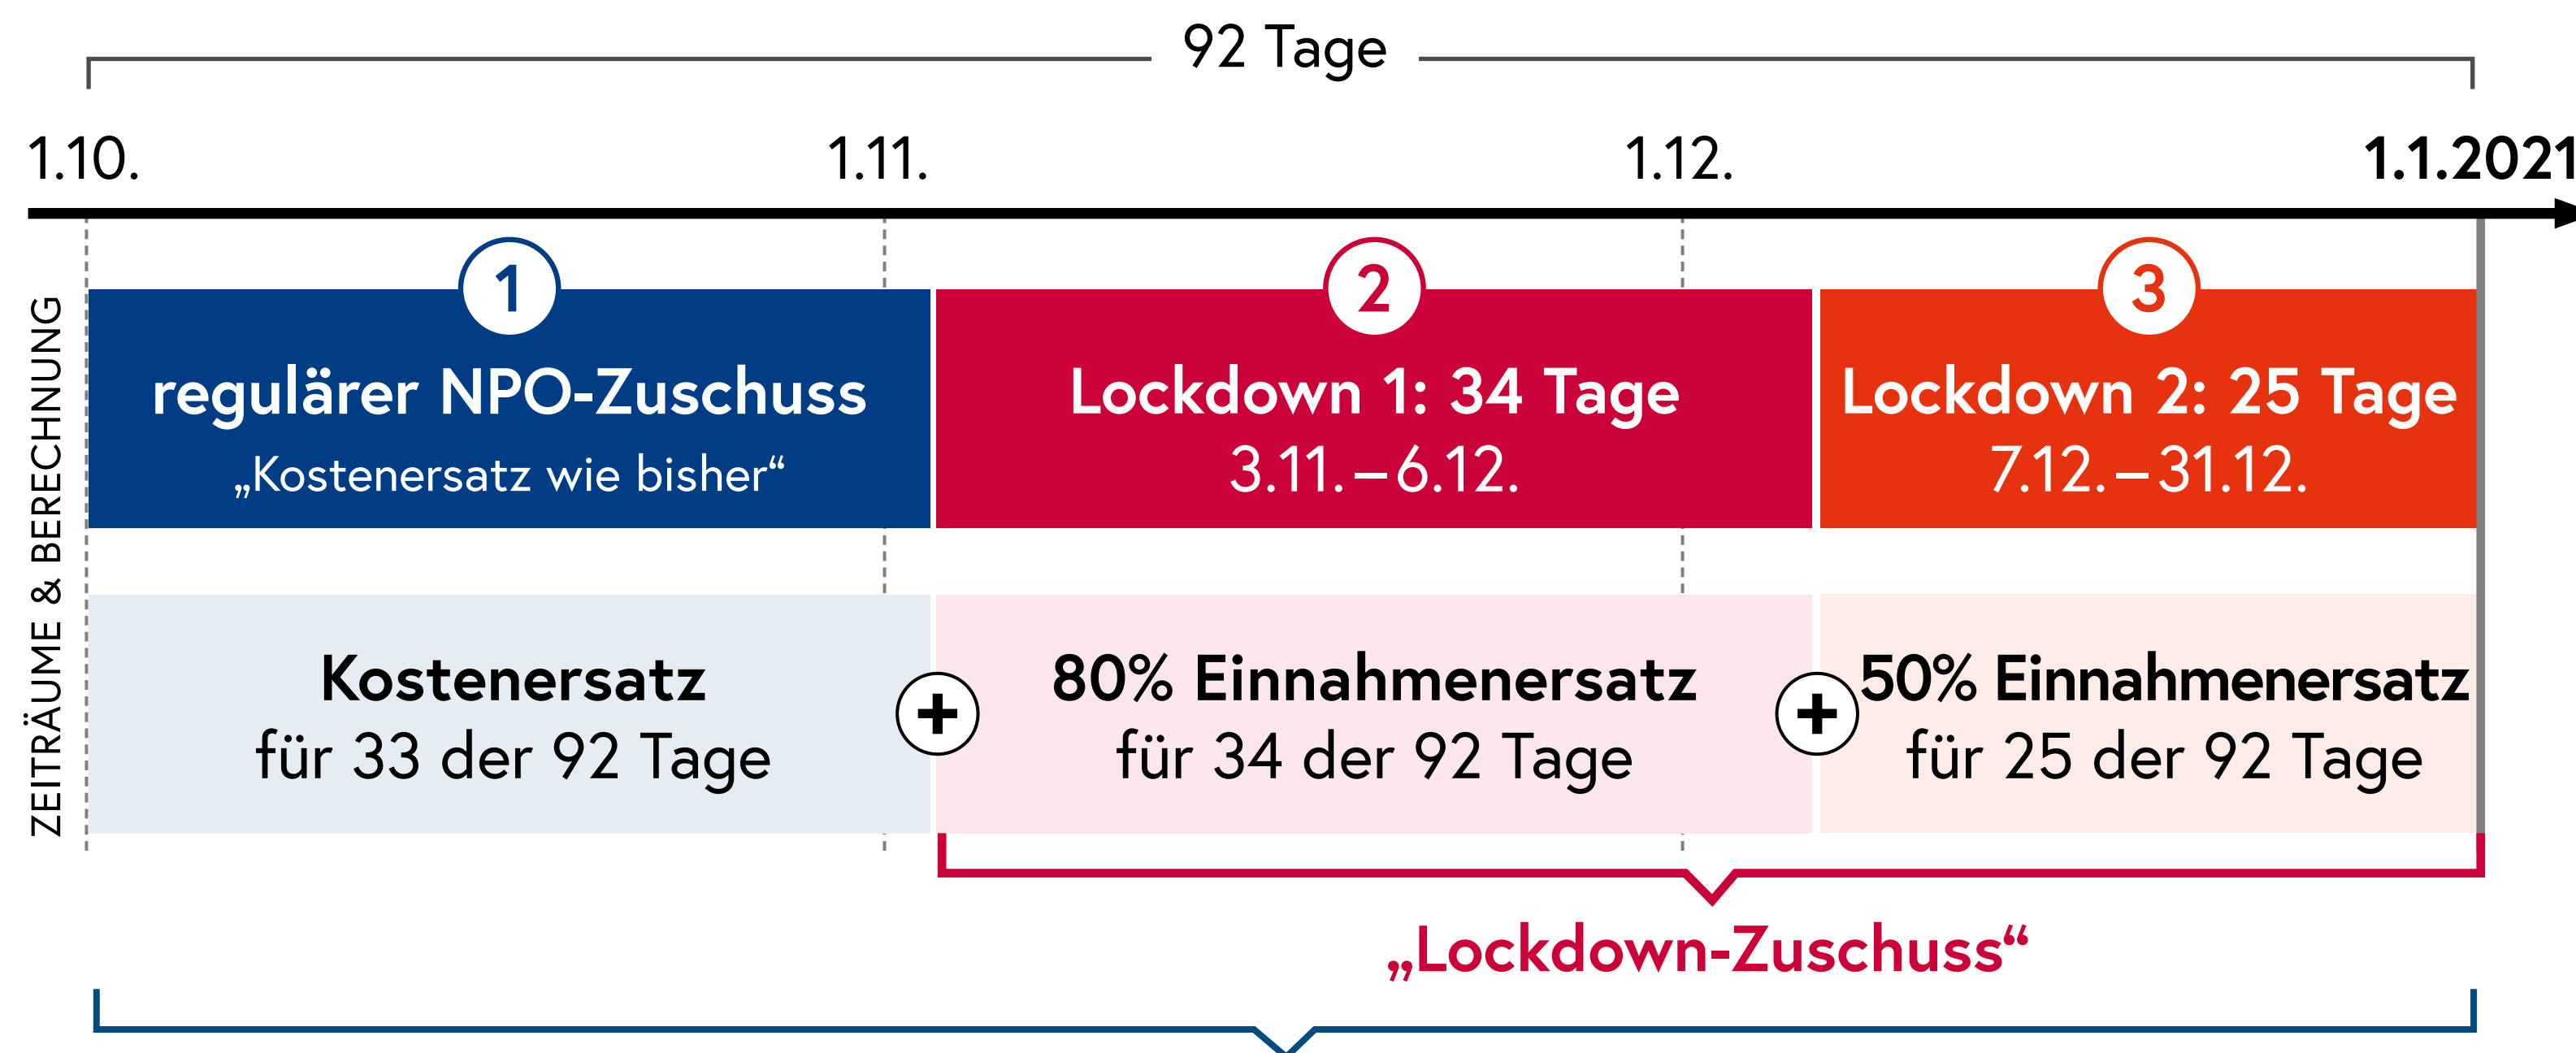 92 Tage
1.10.
1.11.
1.12.
1.1.2021
ZEITRÄUME & BERECHNUNG
1
regulärer NPO-Zuschuss
„Kostenersatz wie bisher“
2
Lockdown 1: 34 Tage
3.11. – 6.12.
3
Lockdown 2: 25 Tage
7.12. – 31.12.
Kostenersatz
für 33 der 92 Tage
+
80% Einnahmenersatz
für 34 der 92 Tage
+
50% Einnahmenersatz
für 25 der 92 Tage
„Lockdown-Zuschuss“